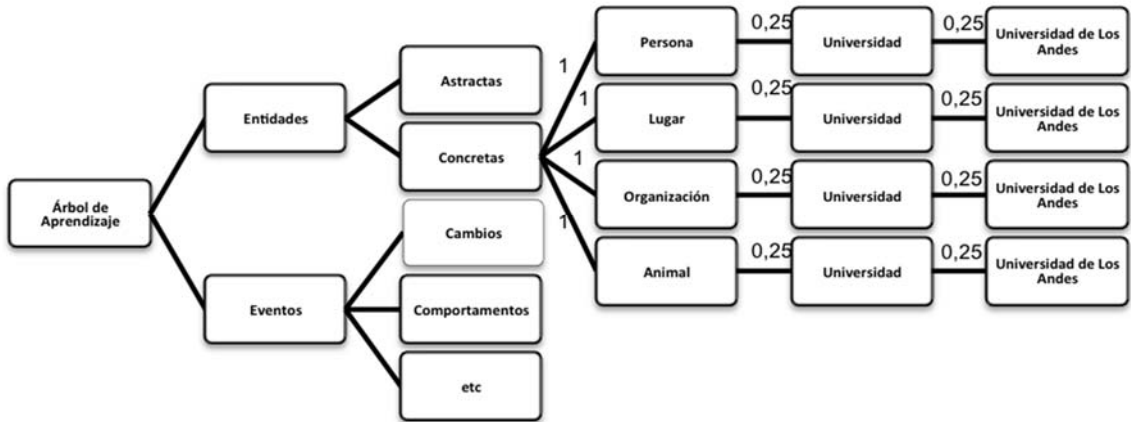 Árbol de
Aprendizaje
Entidades
Eventos
Astractas
Concretas
Cambios
Comportamentos
etc
1
1
1
1
Persona
0,25
Universidad
0,25
Universidad de Los
Andes
Lugar
0,25
Universidad
0,25
Universidad de Los
Andes
Organización
0,25
Universidad
0,25
Universidad de Los
Andes
Animal
0,25
Universidad
0,25
Universidad de Los
Andes